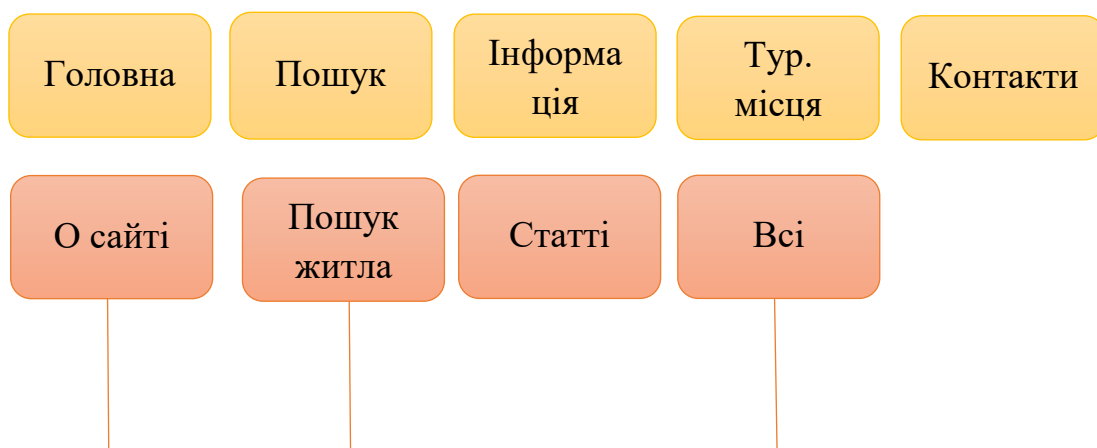 Головна
Пошук
Інформа
ція
Тур.
місця
Контакти
О сайті
Пошук
житла
Статті
Всі